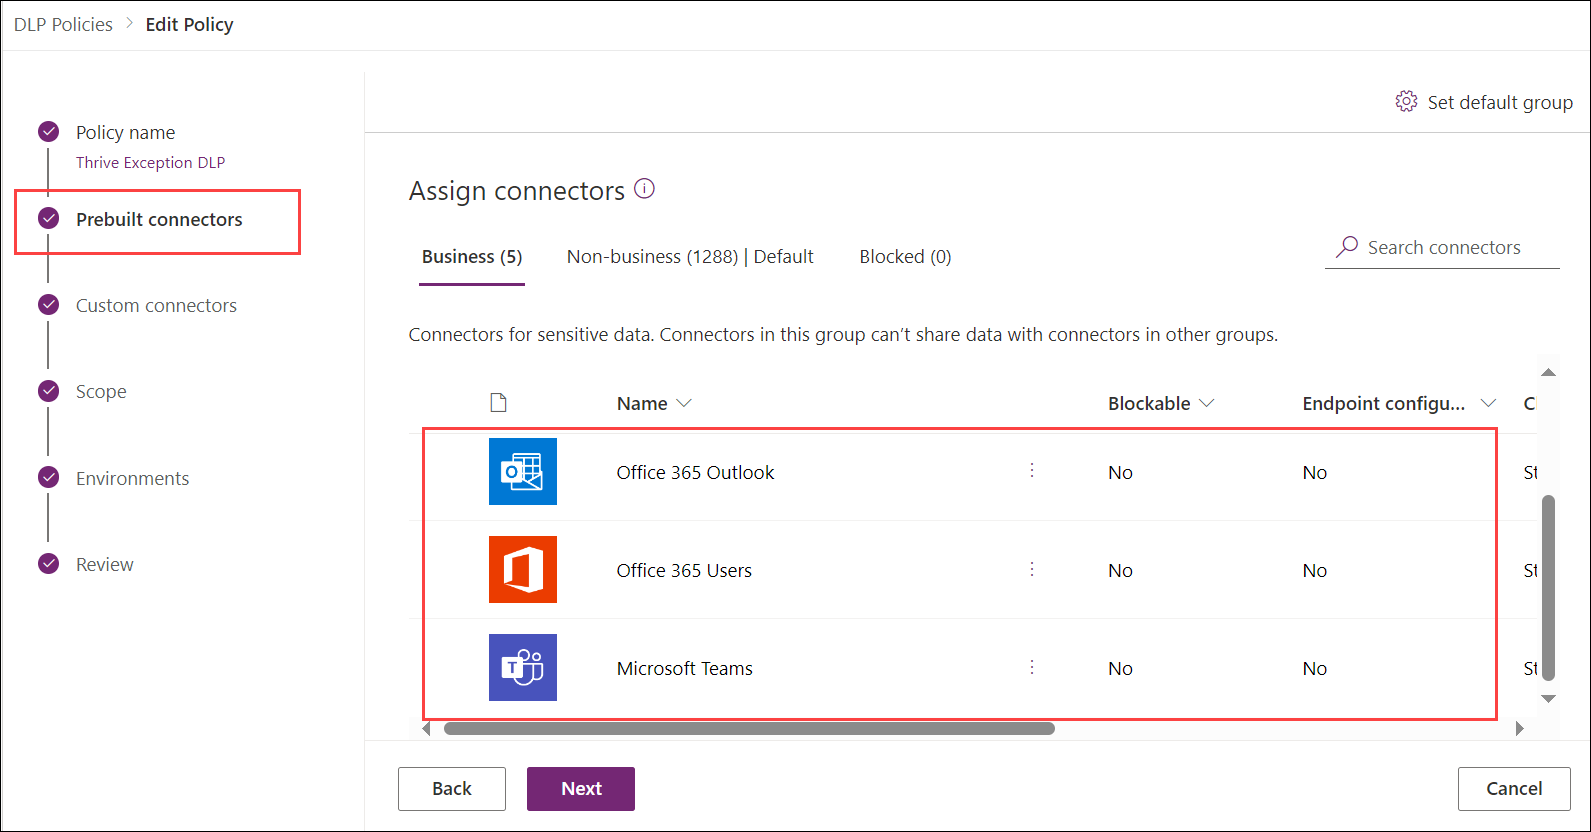 DLP Policies > Edit Policy
Set default group
Policy name
Thrive Exception DLP
Prebuilt connectors
Custom connectors
Scope
Environments
Review
Assign connectors
Business (5) Non-business (1288) | Default Blocked (0)
Search connectors
Connectors for sensitive data. Connectors in this group can’t share data with connectors in other groups.
Name Blockable Endpoint configu...
Office 365 Outlook No No St
Office 365 Users No No St
Microsoft Teams No No St
Back Next Cancel